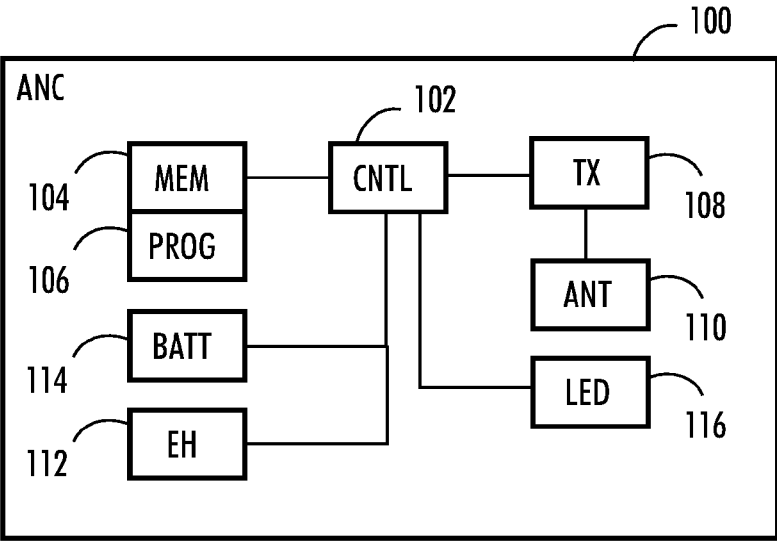 100
ANC
102
MEM
CNTL
TX
104
108
PROG
106
ANT
110
BATT
114
LED
116
EH
112